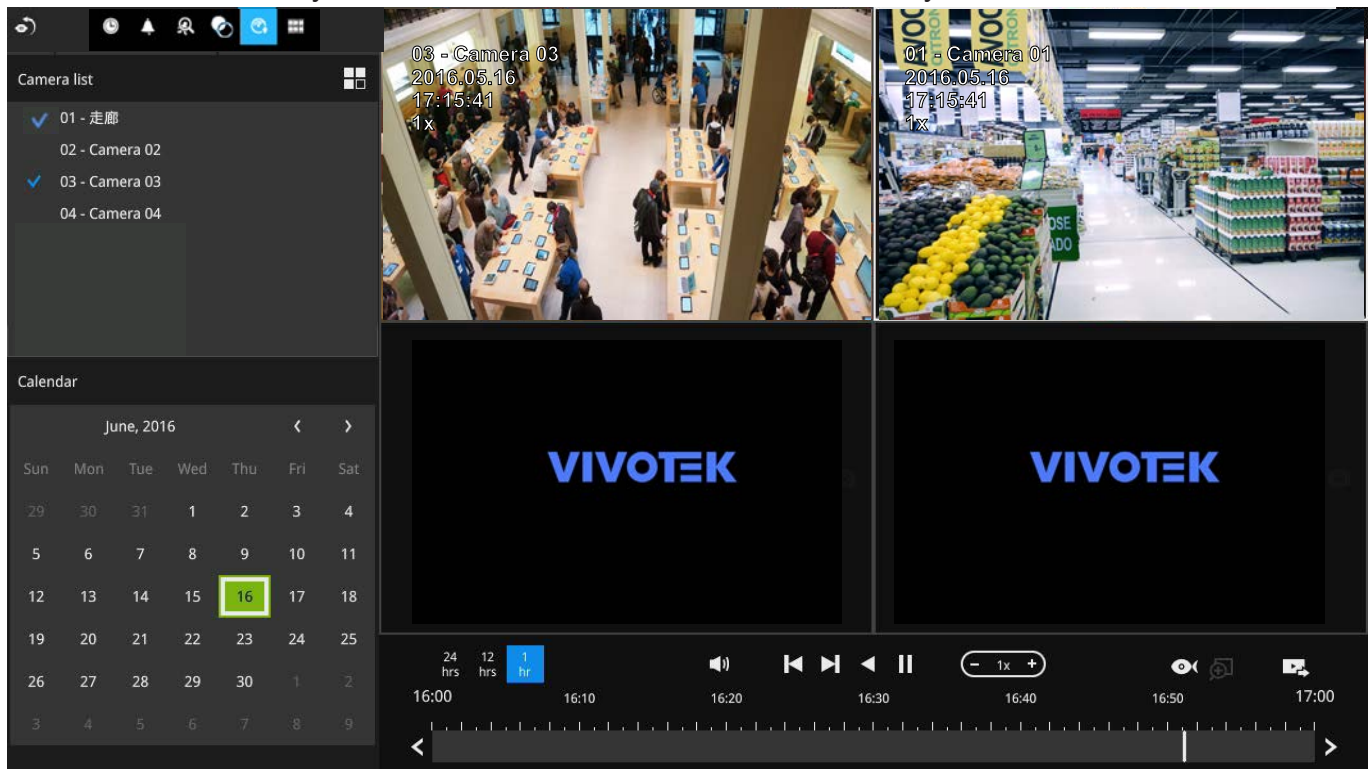 Camera list
01 - 走廊
02 - Camera 02
03 - Camera 03
04 - Camera 04
Calendar
June, 2016
Sun Mon Tue Wed Thu Fri Sat
29 30 31 1 2 3 4
5 6 7 8 9 10 11
12 13 14 15 16 17 18
19 20 21 22 23 24 25
26 27 28 29 30 1 2
3 4 5 6 7 8 9
03 - Camera 03
2016.05.16
17:15:41
1x
01 - Camera 01
2016.05.16
17:15:41
1x
VIVOTEK
VIVOTEK
24 hrs
12 hrs
1 hr
- 1x +
16:00 16:10 16:20 16:30 16:40 16:50 17:00